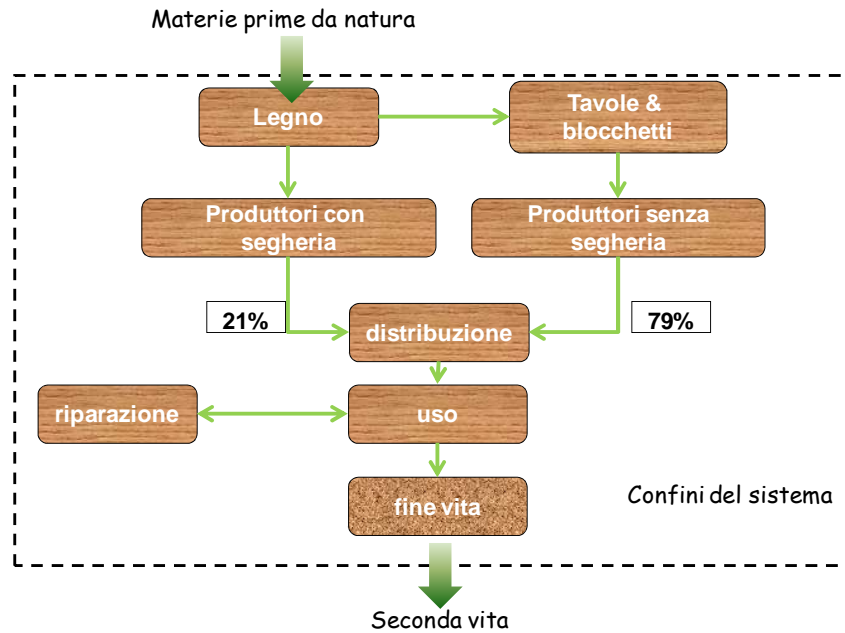 Materie prime da natura
Legno
Tavole &
blocchetti
Produttori con
segheria
Produttori senza
segheria
21%
79%
distribuzione
riparazione
uso
fine vita
Confini del sistema
Seconda vita